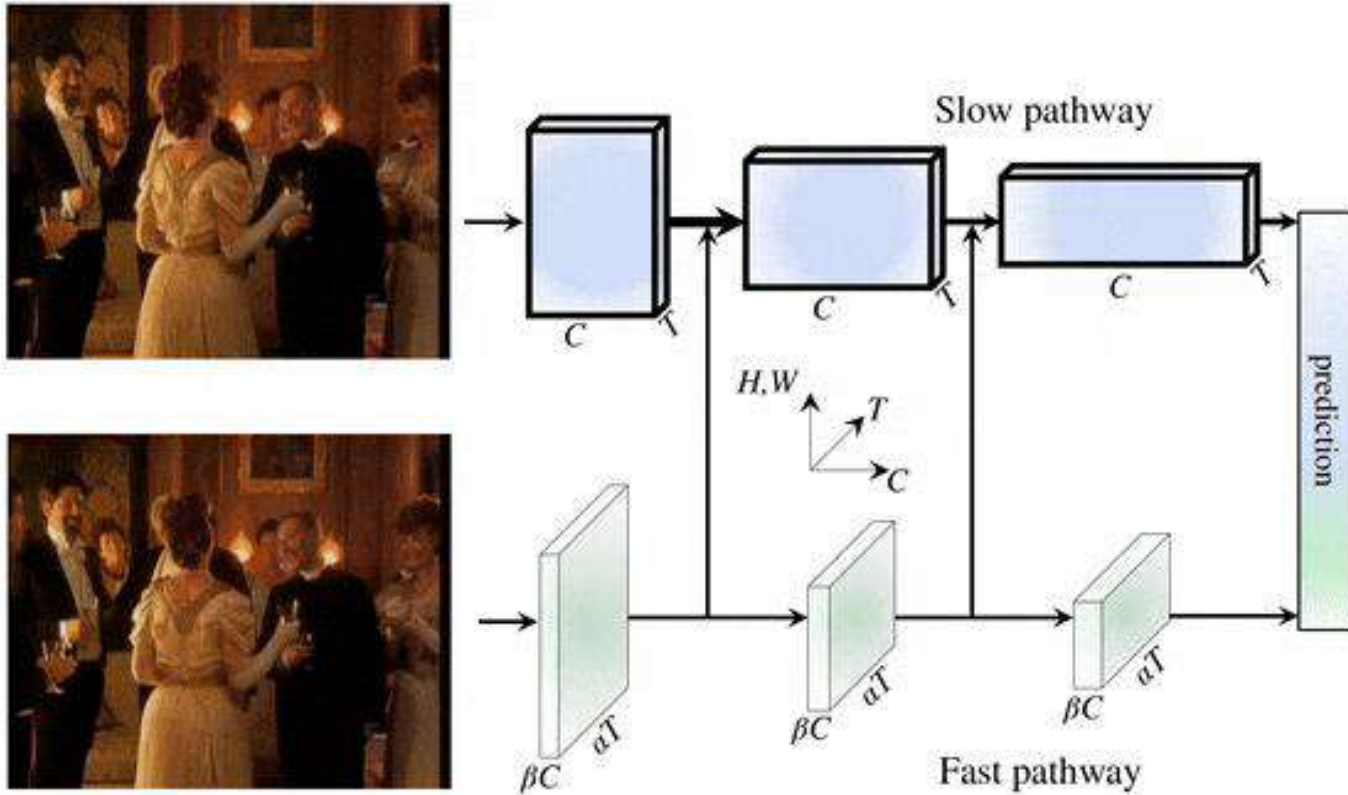 Slow pathway
C
T
C
T
C
T
H,W
T
C
prediction
βC
αT
βC
αT
βC
αT
Fast pathway